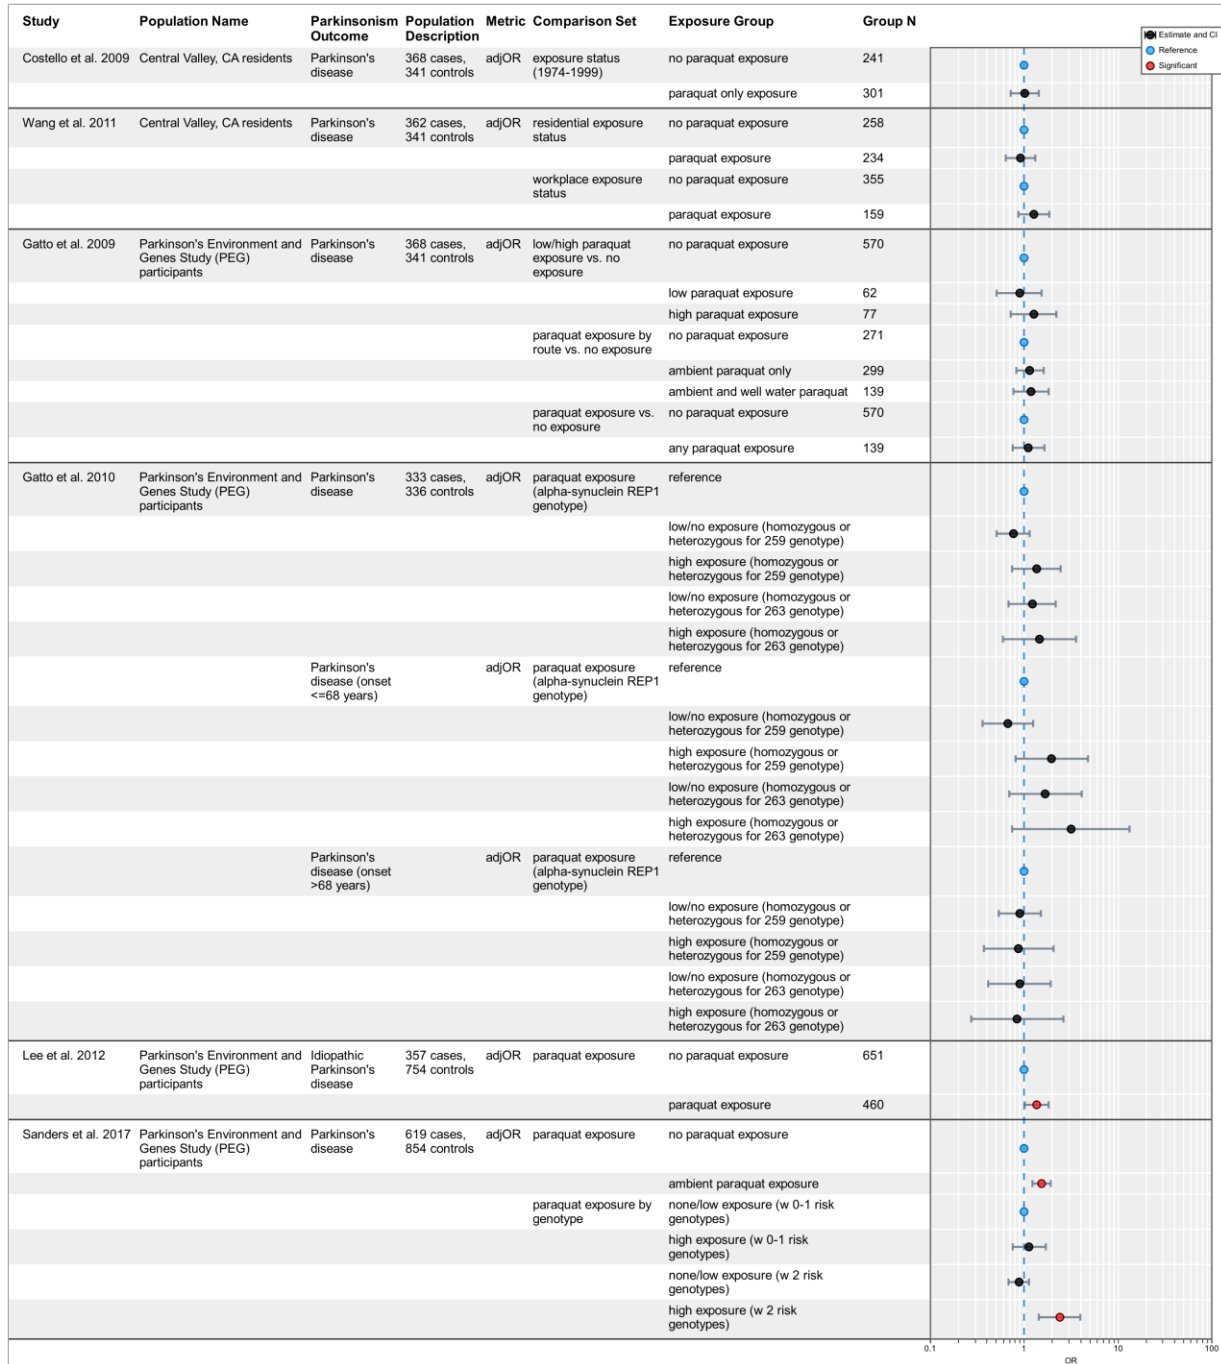 Study Population Name Parkinsonism Outcome Population Description Metric Comparison Set Exposure Group Group N
Estimate and CI
Reference
Significant
Costello et al. 2009 Central Valley, CA residents Parkinson's disease 368 cases, 341 controls adjOR exposure status (1974-1999) no paraquat exposure 241
paraquat only exposure 301
Wang et al. 2011 Central Valley, CA residents Parkinson's disease 362 cases, 341 controls adjOR residential exposure status no paraquat exposure 258
paraquat exposure 234
workplace exposure status no paraquat exposure 355
paraquat exposure 159
Gatto et al. 2009 Parkinson's Environment and Genes Study (PEG) participants Parkinson's disease 368 cases, 341 controls adjOR low/high paraquat exposure vs. no exposure no paraquat exposure 570
low paraquat exposure 62
high paraquat exposure 77
paraquat exposure by route vs. no exposure no paraquat exposure 271
ambient paraquat only 299
ambient and well water paraquat 139
paraquat exposure vs. no exposure no paraquat exposure 570
any paraquat exposure 139
Gatto et al. 2010 Parkinson's Environment and Genes Study (PEG) participants Parkinson's disease 333 cases, 336 controls adjOR paraquat exposure (alpha-synuclein REP1 genotype) reference
low/no exposure (homozygous or heterozygous for 259 genotype)
high exposure (homozygous or heterozygous for 259 genotype)
low/no exposure (homozygous or heterozygous for 263 genotype)
high exposure (homozygous or heterozygous for 263 genotype)
Parkinson's disease (onset <=68 years) adjOR paraquat exposure (alpha-synuclein REP1 genotype) reference
low/no exposure (homozygous or heterozygous for 259 genotype)
high exposure (homozygous or heterozygous for 259 genotype)
low/no exposure (homozygous or heterozygous for 263 genotype)
high exposure (homozygous or heterozygous for 263 genotype)
Parkinson's disease (onset >68 years) adjOR paraquat exposure (alpha-synuclein REP1 genotype) reference
low/no exposure (homozygous or heterozygous for 259 genotype)
high exposure (homozygous or heterozygous for 259 genotype)
low/no exposure (homozygous or heterozygous for 263 genotype)
high exposure (homozygous or heterozygous for 263 genotype)
Lee et al. 2012 Parkinson's Environment and Genes Study (PEG) participants Idiopathic Parkinson's disease 357 cases, 754 controls adjOR paraquat exposure no paraquat exposure 651
paraquat exposure 460
Sanders et al. 2017 Parkinson's Environment and Genes Study (PEG) participants Parkinson's disease 619 cases, 854 controls adjOR paraquat exposure no paraquat exposure
ambient paraquat exposure
paraquat exposure by genotype none/low exposure (w 0-1 risk genotypes)
high exposure (w 0-1 risk genotypes)
none/low exposure (w 2 risk genotypes)
high exposure (w 2 risk genotypes)
0.1 1 10 100
OR